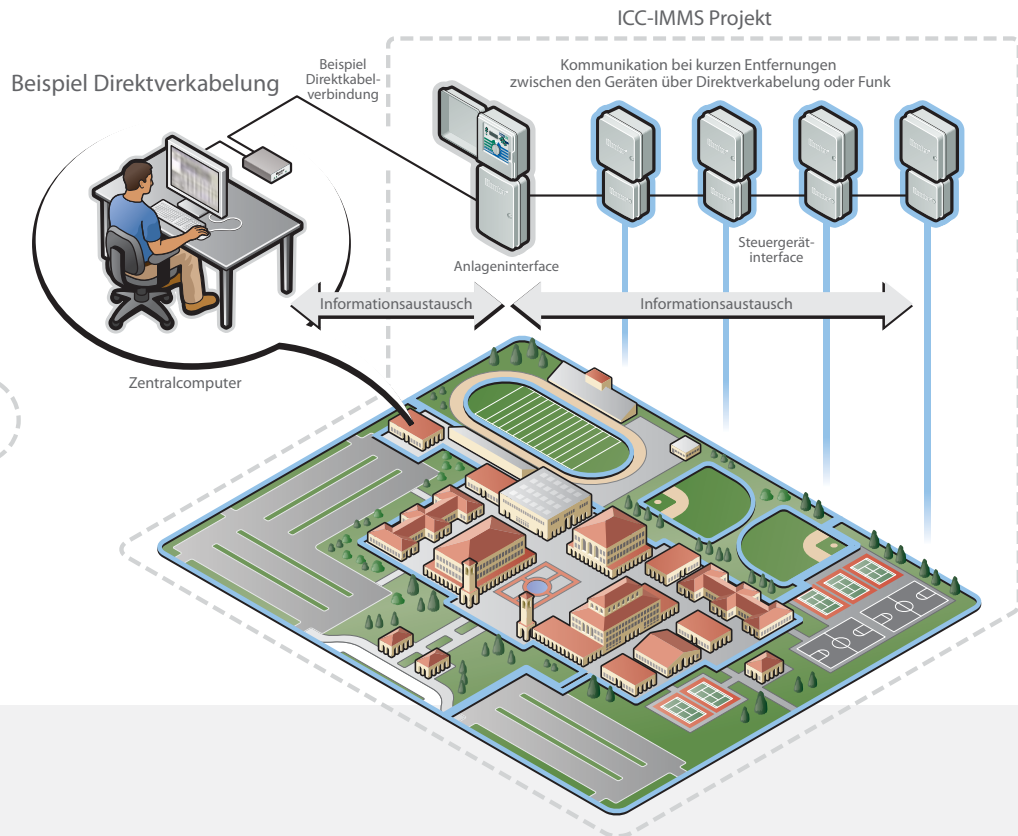 ICC-IMMS Projekt
Beispiel Direktverkabelung
Beispiel
Direktkabel-
verbindung
Kommunikation bei kurzen Entfernungen
zwischen den Geräten über Direktverkabelung oder Funk
Anlageninterface
Steuergerät-
interface
Informationsaustausch
Informationsaustausch
Zentralcomputer